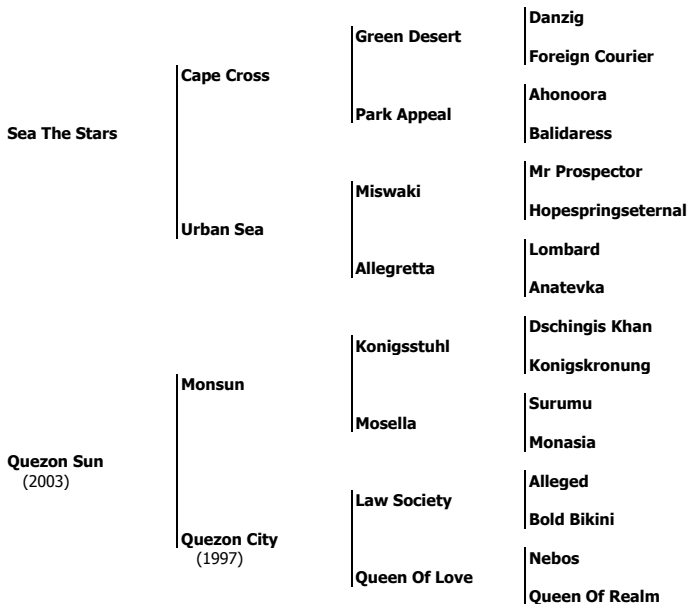 Sea The Stars
Cape Cross
Green Desert
Danzig
Foreign Courier
Park Appeal
Ahonoora
Balidaress
Urban Sea
Miswaki
Mr Prospector
Hopespringseternal
Allegretta
Lombard
Anatevka
Quezon Sun
(2003)
Monsun
Konigsstuhl
Dschingis Khan
Konigskronung
Mosella
Surumu
Monasia
Quezon City
(1997)
Law Society
Alleged
Bold Bikini
Queen Of Love
Nebos
Queen Of Realm